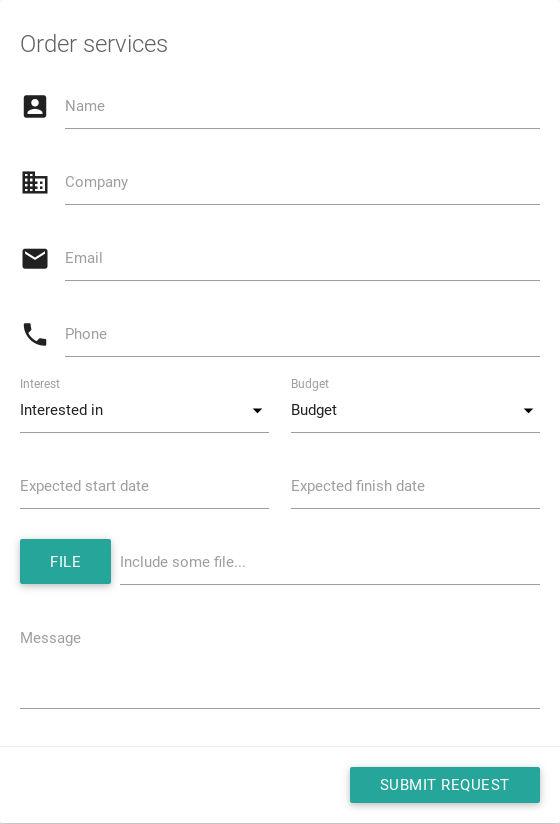 Order services
Name
Company
Email
Phone
Interest
Budget
Interested in
Budget
Expected start date
Expected finish date
FILE
Include some file...
Message
SUBMIT REQUEST